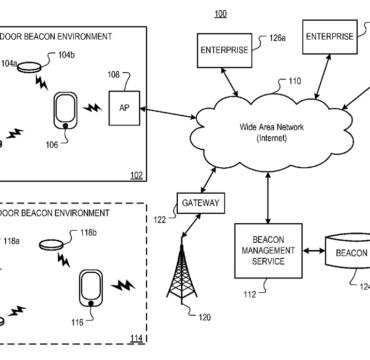 100
DOOR BEACON ENVIRONMENT
104a
104b
108
AP
106
102
ENTERPRISE
126a
ENTERPRISE
110
Wide Area Network
(Internet)
DOOR BEACON ENVIRONMENT
118a
118b
116
114
GATEWAY
122
120
BEACON
MANAGEMENT
SERVICE
112
BEACON
124